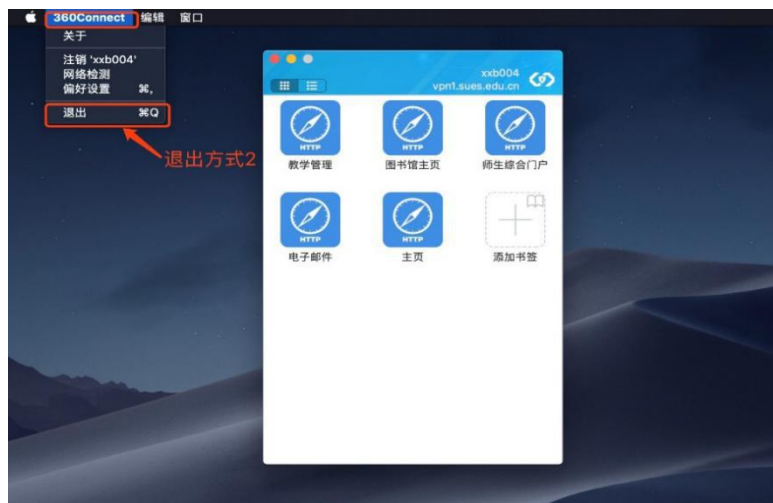 360Connect 编辑 窗口
关于
注销 'xxb004'
网络检测
偏好设置 ⌘,
退出 ⌘Q
退出方式2
xxb004
vpn1.sues.edu.cn
HTTP HTTP HTTP
教学管理 图书馆主页 师生综合门户
HTTP HTTP
电子邮件 主页 添加书签